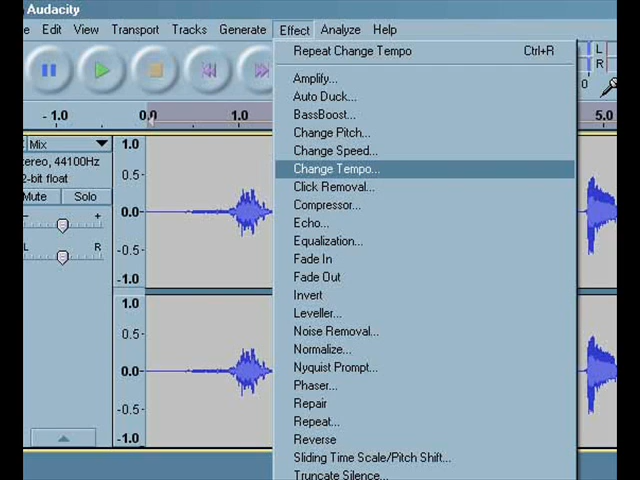 Audacity
Edit View Transport Tracks Generate Effect Analyze Help
Repeat Change Tempo Ctrl+R
L
R
0
- 1.0 0.0 1.0 5.0
Amplify...
Auto Duck...
BassBoost...
Change Pitch...
Change Speed...
Change Tempo...
Click Removal...
Compressor...
Echo...
Equalization...
Fade In
Fade Out
Invert
Leveller...
Noise Removal...
Normalize...
Nyquist Prompt...
Phaser...
Repair
Repeat...
Reverse
Sliding Time Scale/Pitch Shift...
Truncate Silence...
Mix
tereo, 44100Hz
2-bit float
Mute Solo
- +
L R
1.0
0.5-
0.0-
-0.5-
-1.0
1.0
0.5-
0.0-
-0.5-
-1.0